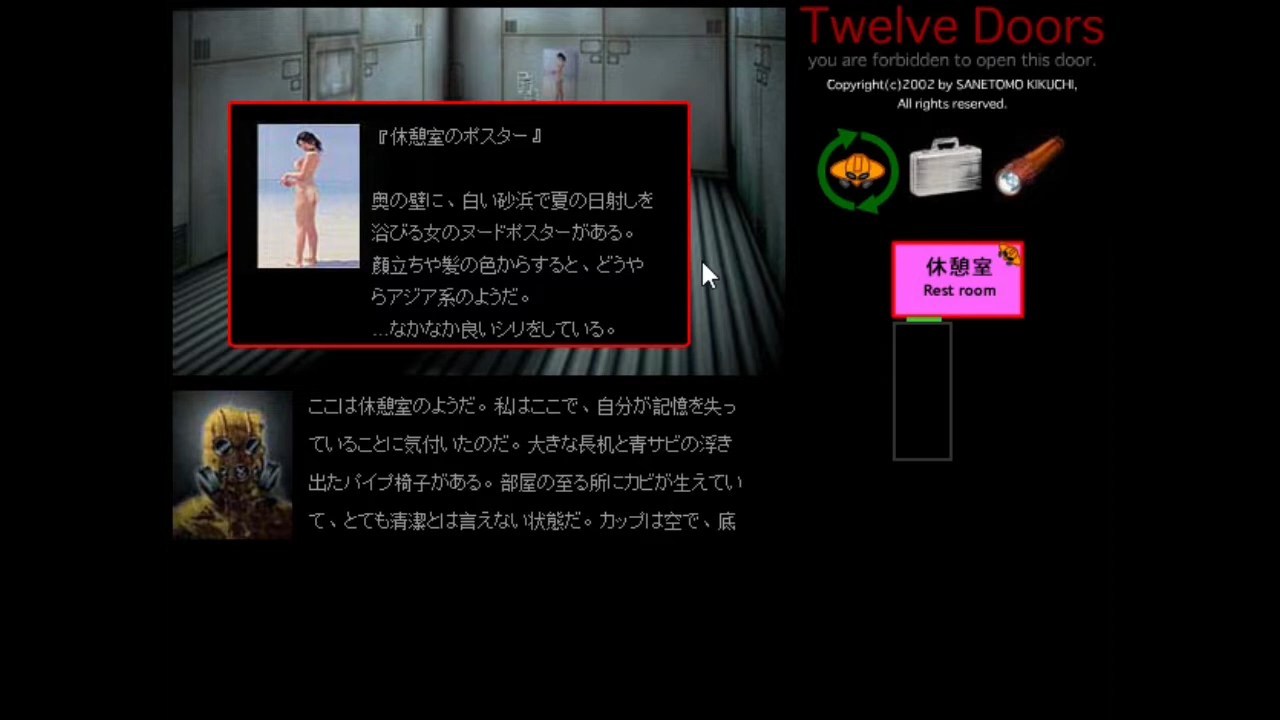 Twelve Doors
you are forbidden to open this door.
Copyright(c)2002 by SANETOMO KIKUCHI,
All rights reserved.
『休憩室のポスター』
奥の壁に、白い砂浜で夏の日射しを
浴びる女のヌードポスターがある。
顔立ちや髪の色からすると、どうや
らアジア系のようだ。
…なかなか良いシリをしている。
休憩室
Rest room
ここは休憩室のようだ。私はここで、自分が記憶を失っ
ていることに気付いたのだ。大きな長机と青サビの浮き
出たパイプ椅子がある。部屋の至る所にカビが生えてい
て、とても清潔とは言えない状態だ。カップは空で、底